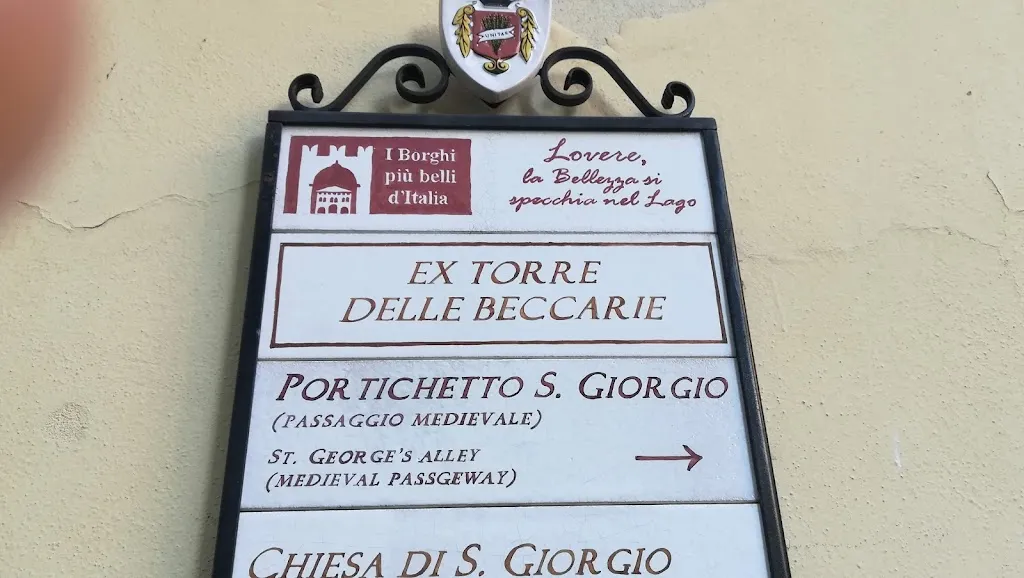 UNITAS
I Borghi
più belli
d'Italia
Lovere,
la Bellezza si
specchia nel Lago
EX TORRE
DELLE BECCARIE
PORTICHETTO S. GIORGIO
(PASSAGGIO MEDIEVALE)
ST. GEORGE'S ALLEY
(MEDIEVAL PASSGEWAY)
CHIESA DI S. GIORGIO